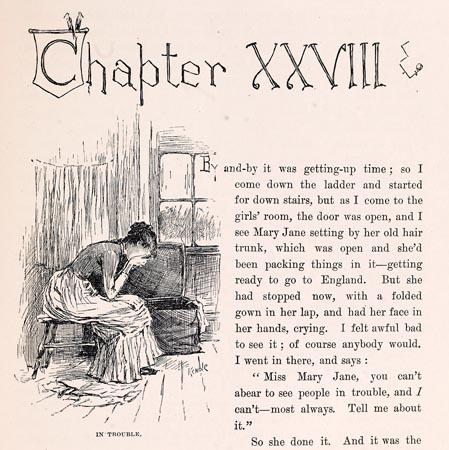 Chapter XXVIII
By and-by it was getting-up time; so I
come down the ladder and started
for down stairs, but as I come to the
girls' room, the door was open, and I
see Mary Jane setting by her old hair
trunk, which was open and she'd
been packing things in it—getting
ready to go to England. But she
had stopped now, with a folded
gown in her lap, and had her face in
her hands, crying. I felt awful bad
to see it; of course anybody would.
I went in there, and says:
"Miss Mary Jane, you can't
abear to see people in trouble, and I
can't—most always. Tell me about
it."
So she done it. And it was the
Kemble
IN TROUBLE.